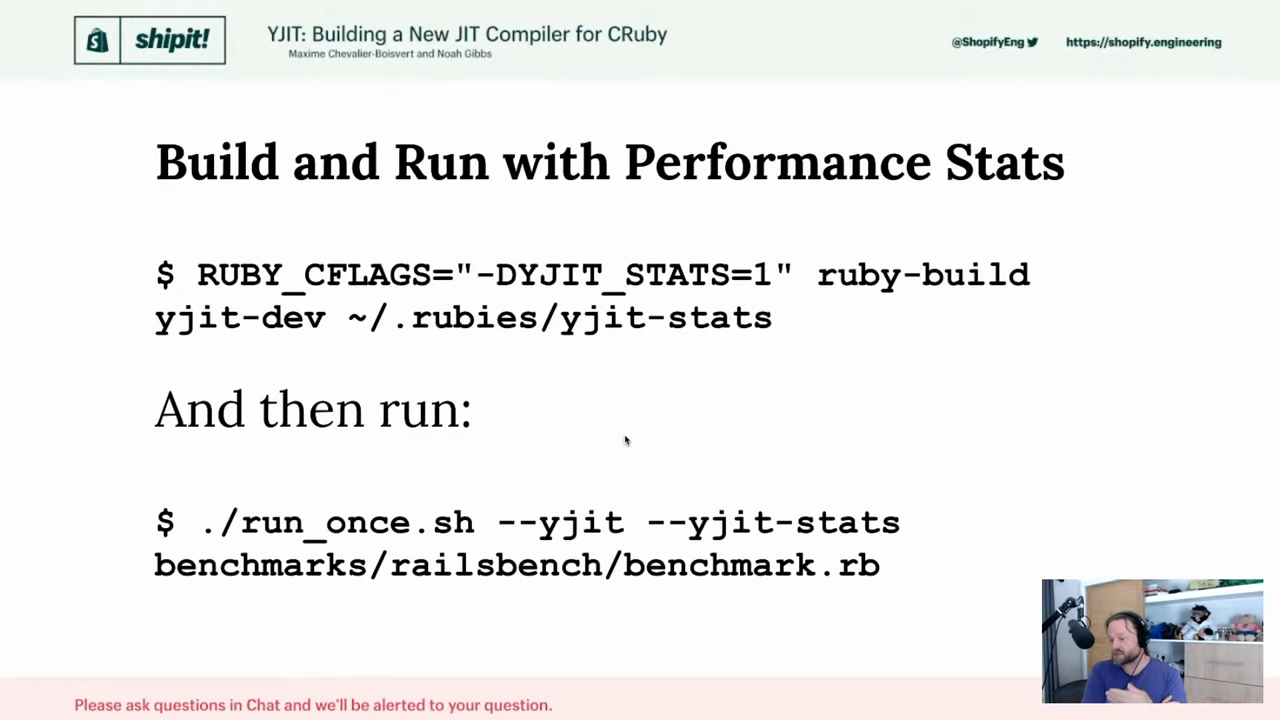 shipit!
YJIT: Building a New JIT Compiler for CRuby
Maxime Chevalier-Boisvert and Noah Gibbs
@ShopifyEng
https://shopify.engineering
Build and Run with Performance Stats
$ RUBY_CFLAGS="-DYJIT_STATS=1" ruby-build
yjit-dev ~/.rubies/yjit-stats
And then run:
$ ./run_once.sh --yjit --yjit-stats
benchmarks/railsbench/benchmark.rb
Please ask questions in Chat and we'll be alerted to your question.